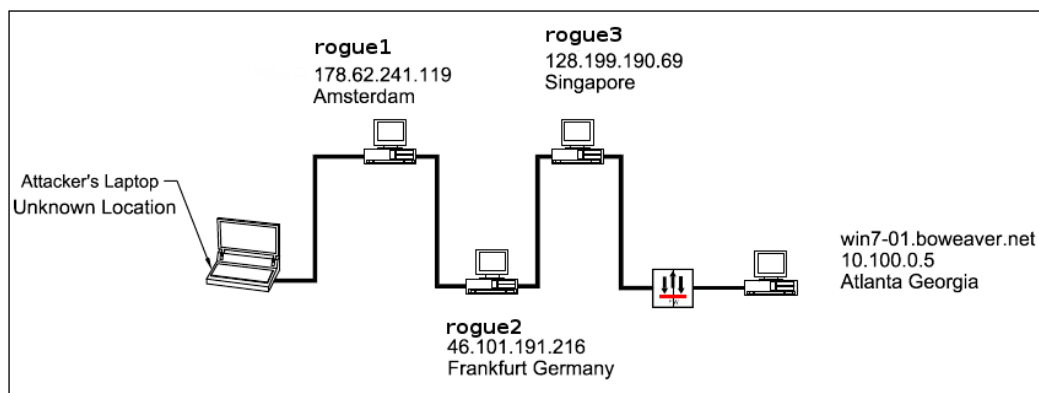 rogue1
178.62.241.119
Amsterdam
rogue3
128.199.190.69
Singapore
Attacker's Laptop
Unknown Location
win7-01.boweaver.net
10.100.0.5
Atlanta Georgia
rogue2
46.101.191.216
Frankfurt Germany